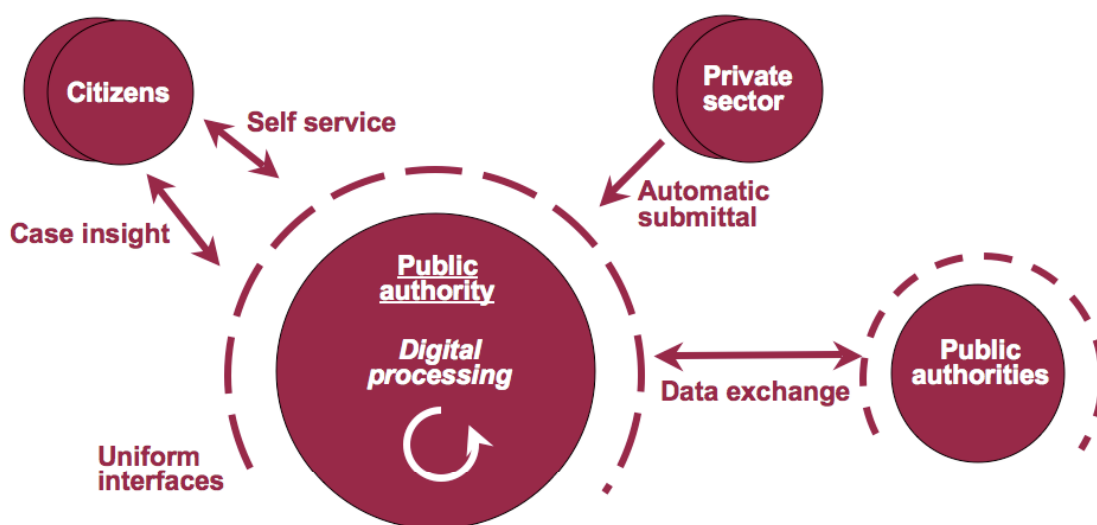 Citizens
Private
sector
Self service
Automatic
submittal
Case insight
Public
authority
Digital
processing
Public
authorities
Data exchange
Uniform
interfaces